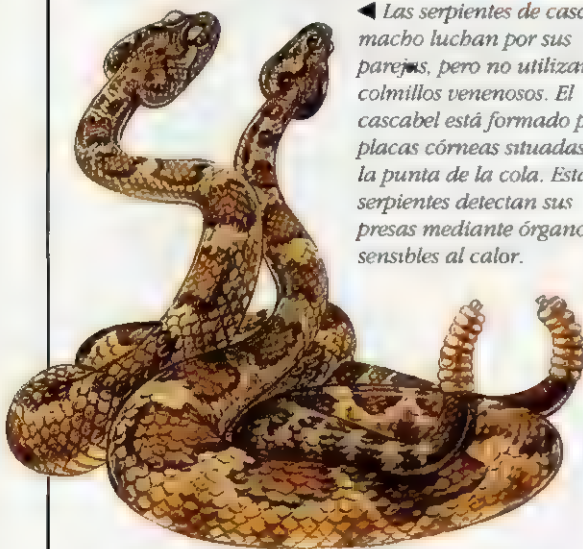 ◀ Las serpientes de casc
macho luchan por sus
parejas, pero no utilizan
colmillos venenosos. El
cascabel está formado p
placas córneas situadas
la punta de la cola. Esta
serpientes detectan sus
presas mediante órgano
sensibles al calor.